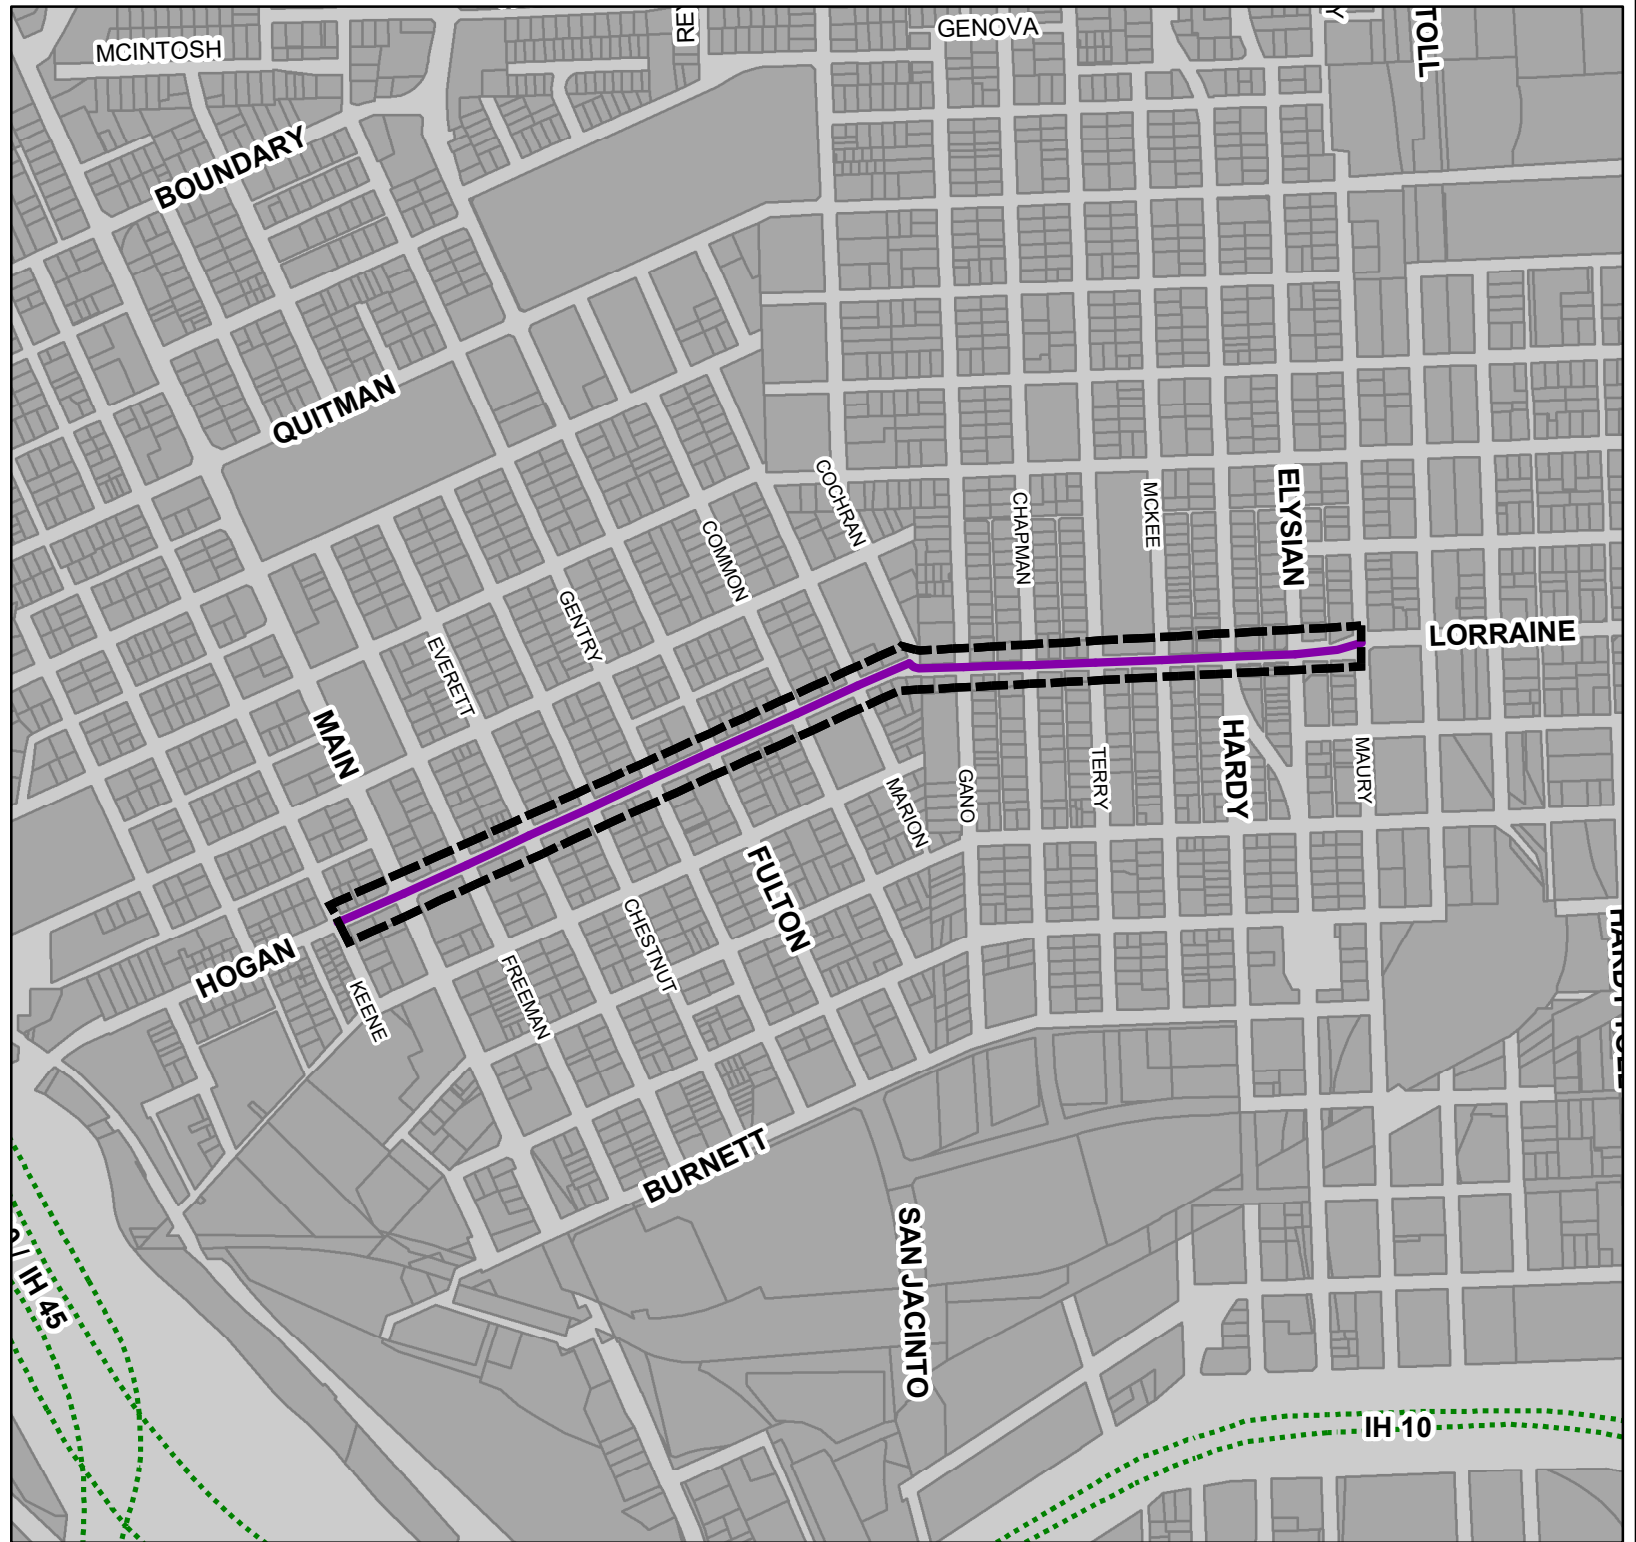 GENOVA
MCINTOSH
TOLL
BOUNDARY
QUITMAN
COCHRAN
ELYSIAN
MCKEE
CHAPMAN
COMMON
GENTRY
LORRAINE
EVERETT
MAIN
HARDY
MAURY
TERRY
GANO
MARION
FULTON
CHESTNUT
HOGAN
FREEMAN
KEENE
BURNETT
SAN JACINTO
IH 45
IH 10